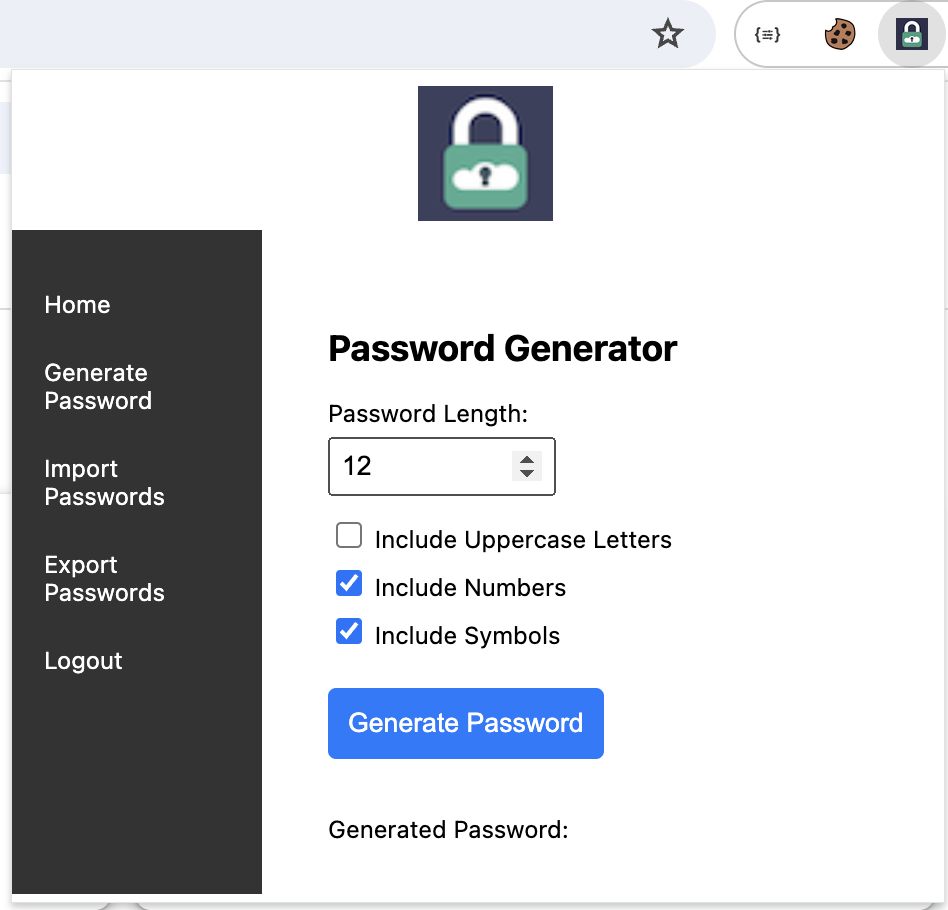 Home
Generate
Password
Import
Passwords
Export
Passwords
Logout
Password Generator
Password Length:
12
Include Uppercase Letters
Include Numbers
Include Symbols
Generate Password
Generated Password: